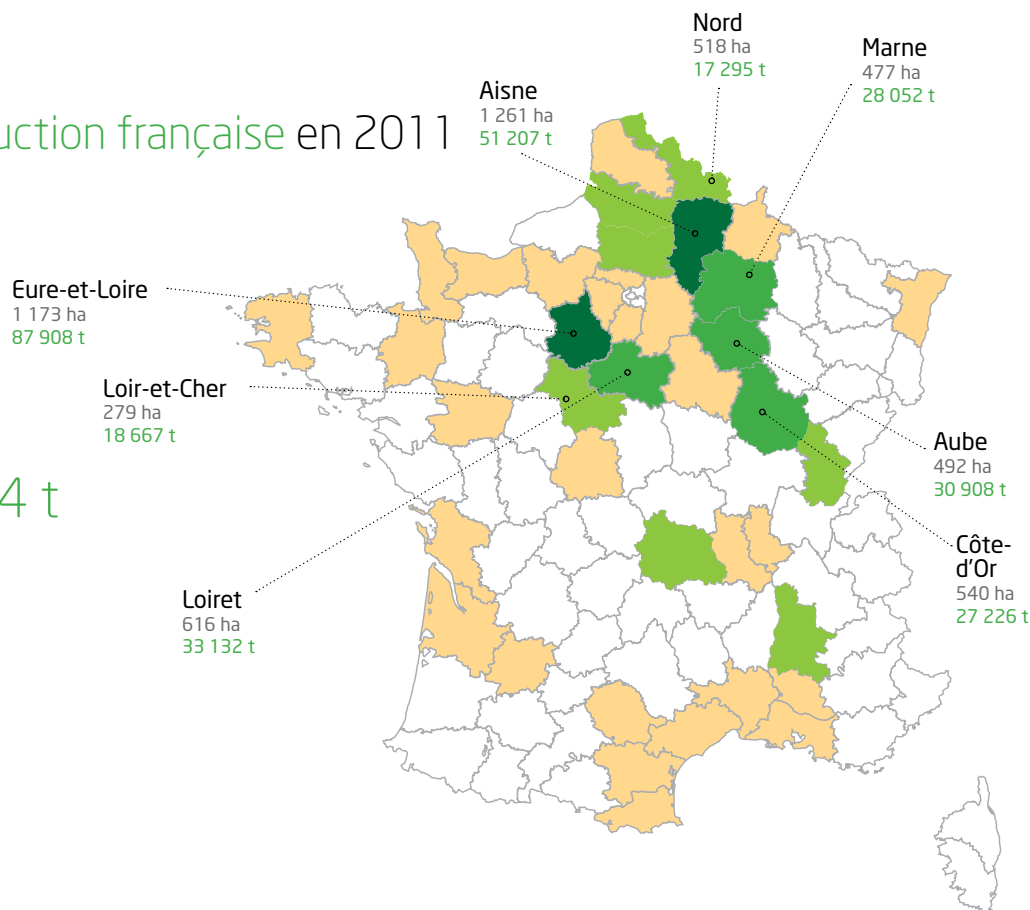 Nord
518 ha
17 295 t
Marne
477 ha
28 052 t
Aisne
1 261 ha
51 207 t
française en 2011
Eure-et-Loire
1 173 ha
87 908 t
Loir-et-Cher
279 ha
18 667 t
4 t
Aube
492 ha
30 908 t
Côte-
d'Or
540 ha
27 226 t
Loiret
616 ha
33 132 t